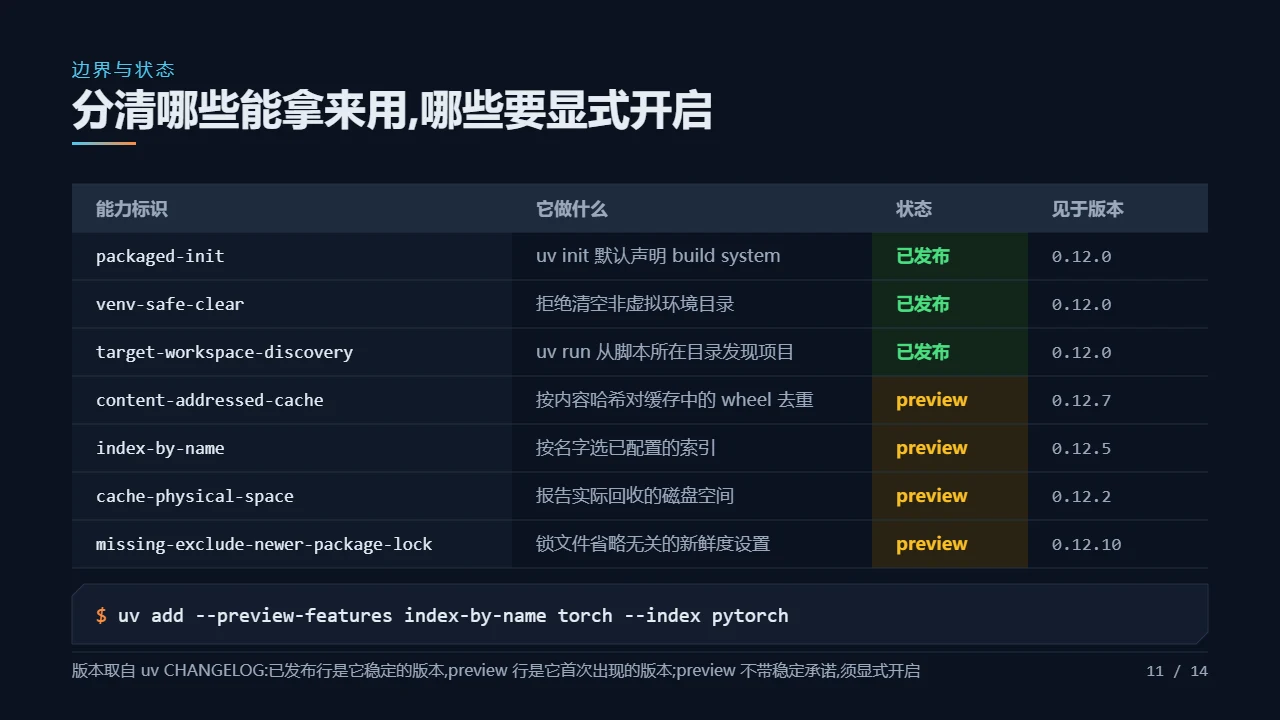 边界与状态
分清哪些能拿来用,哪些要显式开启
能力标识 它做什么 状态 见于版本
packaged-init uv init 默认声明 build system 已发布 0.12.0
venv-safe-clear 拒绝清空非虚拟环境目录 已发布 0.12.0
target-workspace-discovery uv run 从脚本所在目录发现项目 已发布 0.12.0
content-addressed-cache 按内容哈希对缓存中的 wheel 去重 preview 0.12.7
index-by-name 按名字选已配置的索引 preview 0.12.5
cache-physical-space 报告实际回收的磁盘空间 preview 0.12.2
missing-exclude-newer-package-lock 锁文件省略无关的新鲜度设置 preview 0.12.10
$ uv add --preview-features index-by-name torch --index pytorch
版本取自 uv CHANGELOG:已发布行是它稳定的版本,preview 行是它首次出现的版本;preview 不带稳定承诺,须显式开启
11 / 14